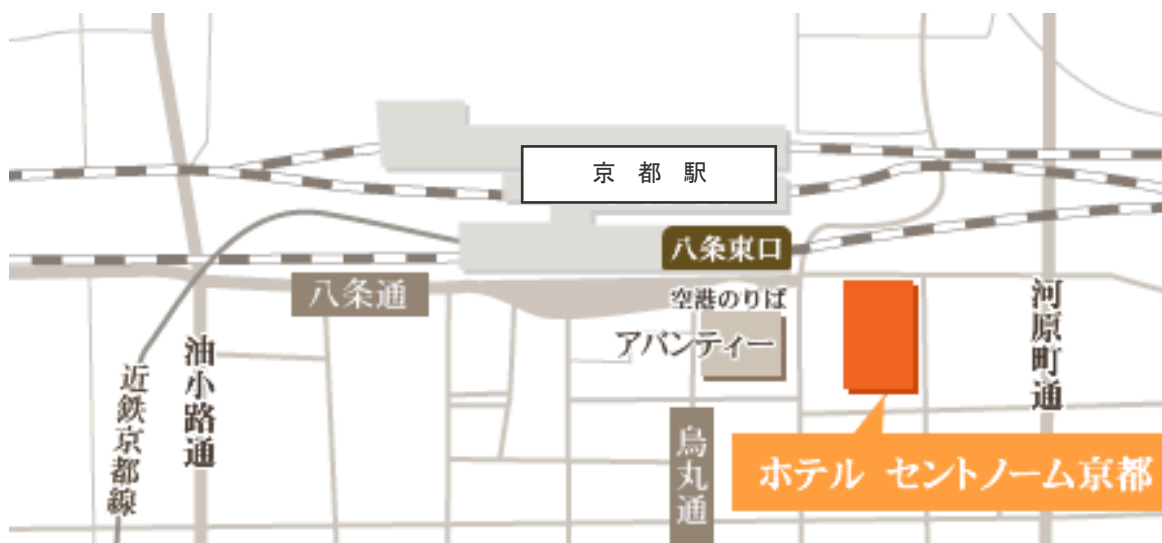 京都駅
八条東口
八条通
空港のりば
アバンティー
河原町通
油小路通
近鉄京都線
烏丸通
ホテル セントノーム京都